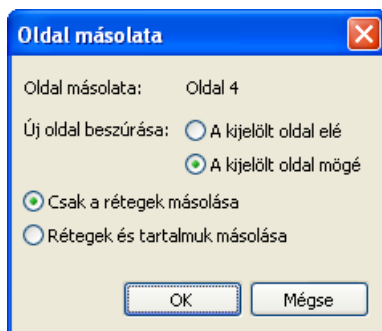 Oldal másolata
Oldal másolata: Oldal 4
Új oldal beszúrása: A kijelölt oldal elé
A kijelölt oldal mögé
Csak a rétegek másolása
Rétegek és tartalmuk másolása
OK Mégse